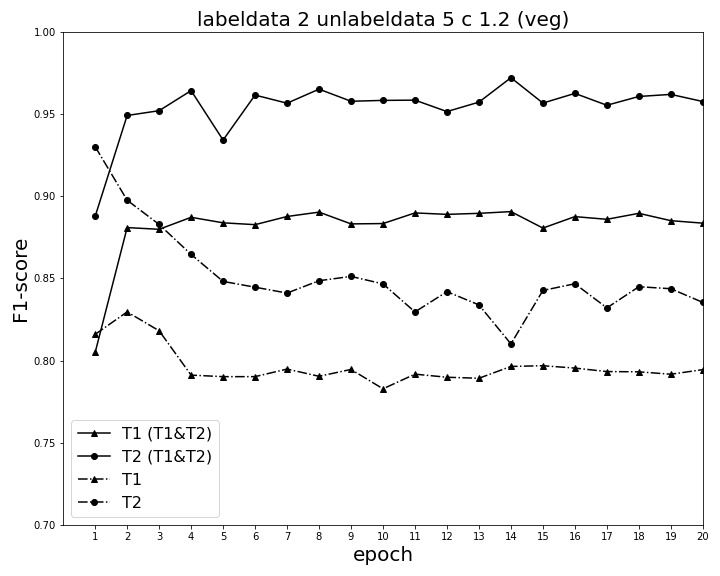 labeldata 2 unlabeldata 5 c 1.2 (veg)
1.00
0.95
0.90
0.85
0.80
0.75
0.70
F1-score
T1 (T1&T2)
T2 (T1&T2)
T1
T2
1 2 3 4 5 6 7 8 9 10 11 12 13 14 15 16 17 18 19 20
epoch